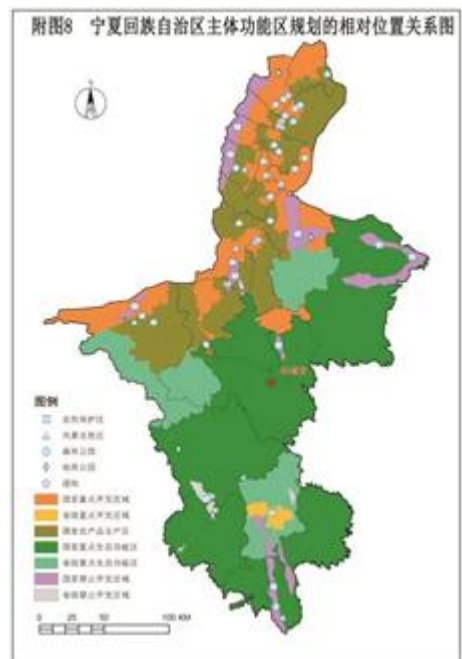 附图8 宁夏回族自治区主体功能区规划的相对位置关系图
图例
自然保护区
风景名胜区
森林公园
地质公园
湿地
国家重点开发区域
省级重点开发区域
国家农产品主产区
国家重点生态功能区
省级重点生态功能区
国家禁止开发区域
省级禁止开发区域
0 25 50 100 KM